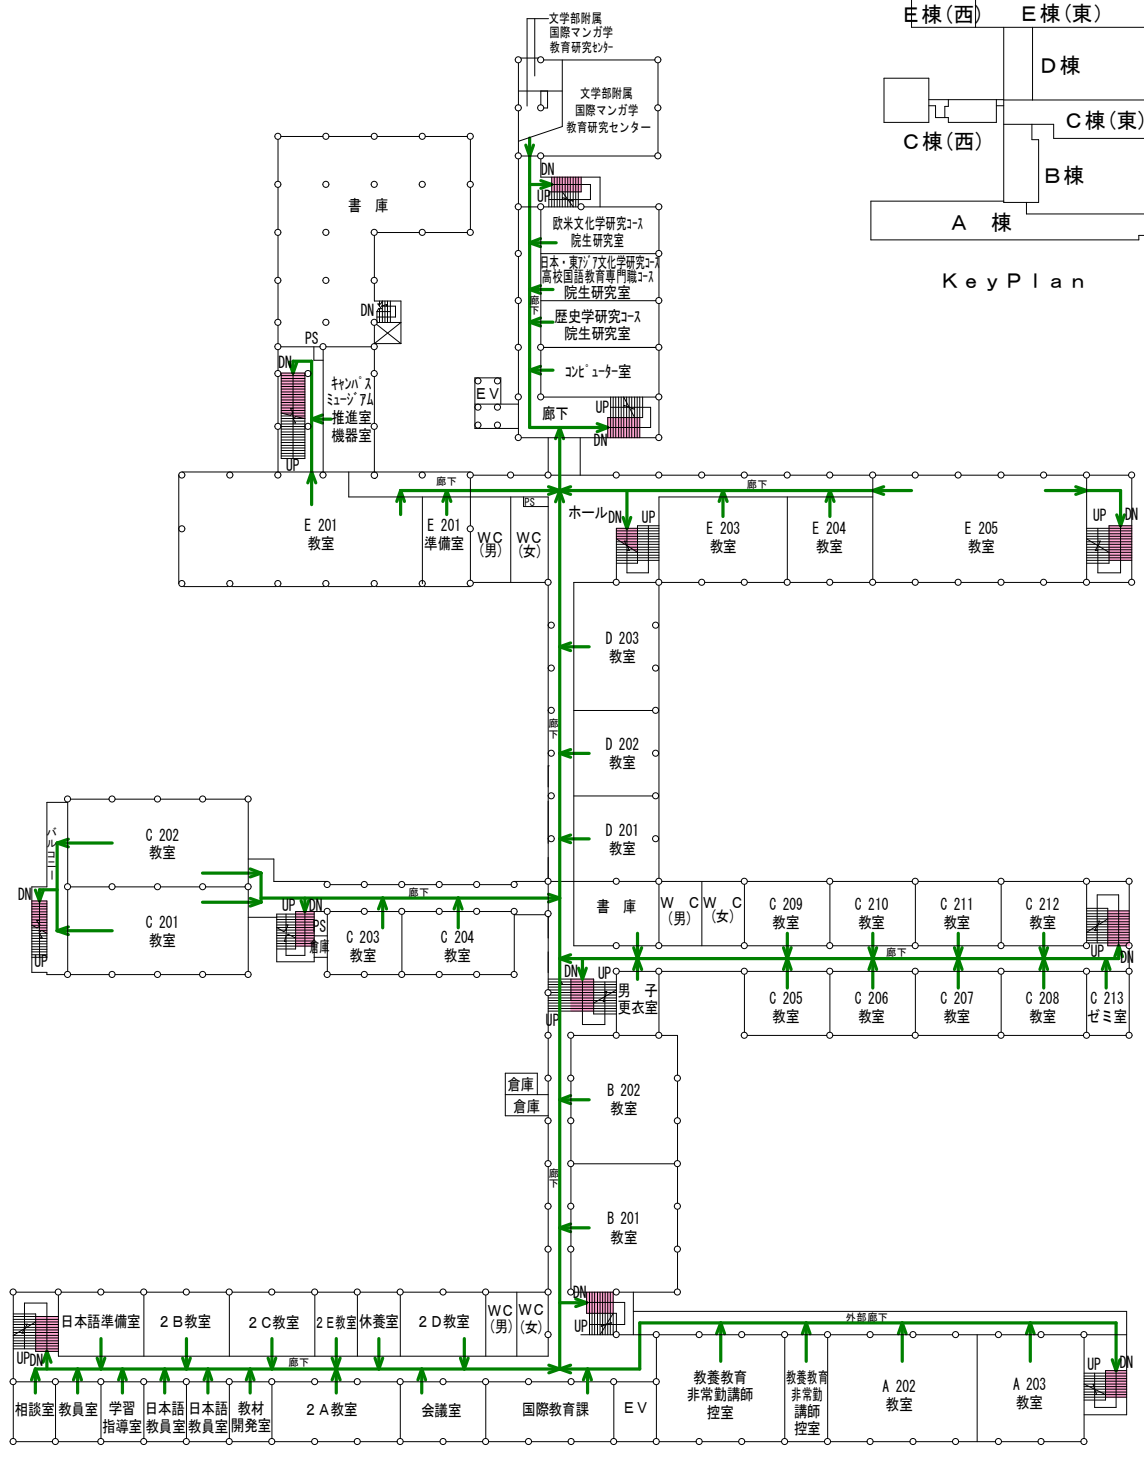 文学部附属
国際マンガ学
教育研究ｾﾝﾀｰ
文学部附属
国際マンガ学
教育研究センター
E棟(西)
E棟(東)
D棟
C棟(東)
C棟(西)
B棟
A 棟
KeyPlan
書 庫
DN
UP
欧米文化学研究ｺｰｽ
院生研究室
日本・東ｱｼﾞｱ文化学研究ｺｰｽ
高校国語教育専門職ｺｰｽ
院生研究室
廊下
歴史学研究コース
院生研究室
コンピューター室
DN
PS
DN
キャンパス
ミュージアム
推進室
機器室
UP
EV
廊下
UP
DN
廊下
廊下
E 201
教室
E 201
準備室
WC
(男)
WC
(女)
PS
ホール
DN
UP
E 203
教室
E 204
教室
E 205
教室
UP
DN
D 203
教室
廊下
D 202
教室
D 201
教室
バルコニー
C 202
教室
DN
C 201
教室
UP
廊下
UP
DN
PS
倉庫
C 203
教室
C 204
教室
書 庫
W C
(男)
W C
(女)
C 209
教室
C 210
教室
C 211
教室
C 212
教室
UP
DN
廊下
DN
UP
UP
男 子
更衣室
C 205
教室
C 206
教室
C 207
教室
C 208
教室
C 213
ゼミ室
倉庫
倉庫
B 202
教室
廊下
B 201
教室
DN
UP
日本語準備室
2B教室
2C教室
2E教室
休養室
2D教室
WC
(男)
WC
(女)
UP
DN
廊下
外部廊下
相談室
教員室
学習
指導室
日本語
教員室
日本語
教員室
教材
開発室
2A教室
会議室
国際教育課
EV
教養教育
非常勤講師
控室
教養教育
非常勤
講師
控室
A 202
教室
A 203
教室
UP
DN